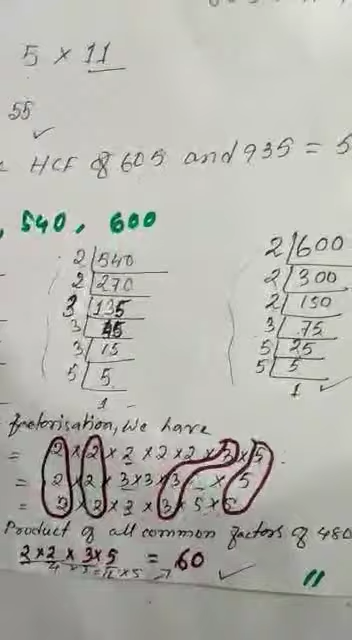 5 × 11
55
HCF of 605 and 935 = 5
, 540, 600
2 540
2 270
3 135
3 45
3 15
5 5
1
2 600
2 300
2 150
3 75
5 25
5 5
1
factorisation, We have
= 2 × 2 × 2 × 2 × 2 × 3 × 5
= 2 × 2 × 3 × 3 × 3 × 5
= 2 × 2 × 2 × 3 × 5 × 5
Product of all common factors of 480
2 × 2 × 3 × 5 = 60